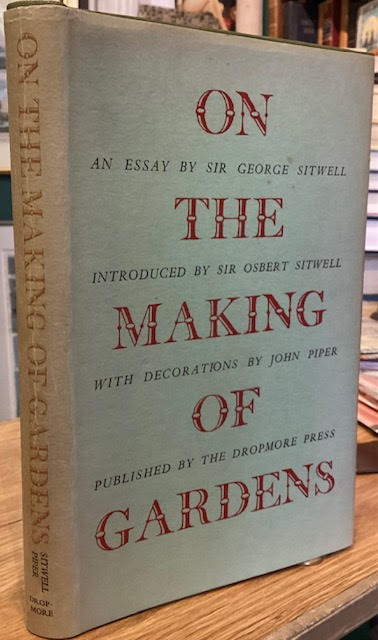 ON
AN ESSAY BY SIR GEORGE SITWELL
THE
INTRODUCED BY SIR OSBERT SITWELL
MAKING
WITH DECORATIONS BY JOHN PIPER
OF
PUBLISHED BY THE DROPMORE PRESS
GARDENS
ON THE MAKING OF GARDENS
SITWELL
PIPER
DROP-
MORE